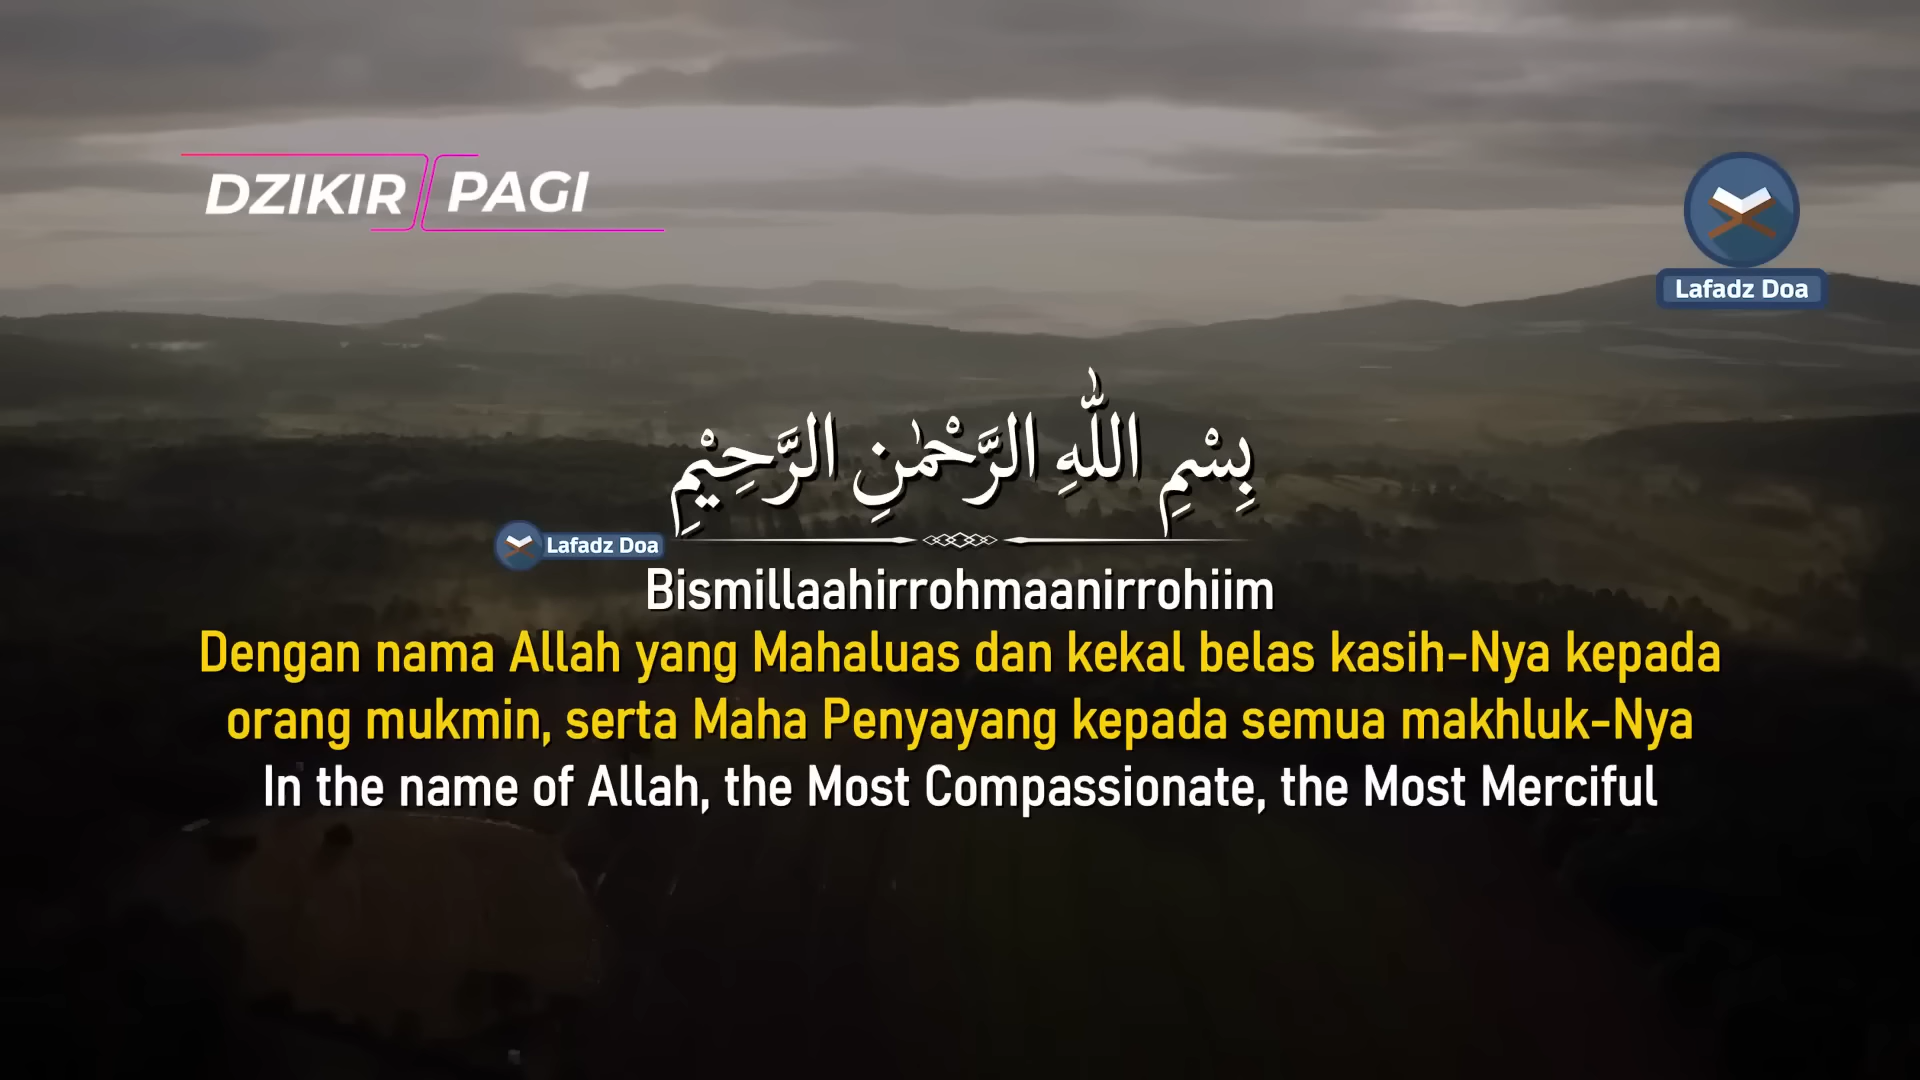 DZIKIR PAGI
Lafadz Doa
بِسْمِ اللّٰهِ الرَّحْمٰنِ الرَّحِيْمِ
Lafadz Doa
Bismillaahirrohmaanirrohiim
Dengan nama Allah yang Mahaluas dan kekal belas kasih-Nya kepada
orang mukmin, serta Maha Penyayang kepada semua makhluk-Nya
In the name of Allah, the Most Compassionate, the Most Merciful